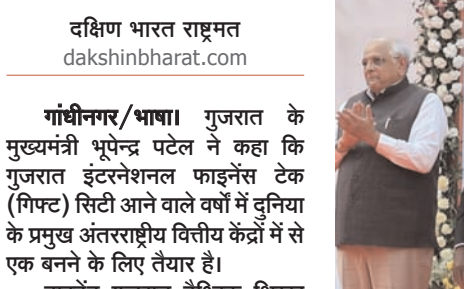 दक्षिण भारत राष्ट्रमत
dakshinbharat.com
गांधीनगर/भाषा। गुजरात के
मुख्यमंत्री भूपेन्द्र पटेल ने कहा कि
गुजरात इंटरनेशनल फाइनेंस टेक
(गिफ्ट) सिटी आने वाले वर्षों में दुनिया
के प्रमुख अंतरराष्ट्रीय वित्तीय केंद्रों में से
एक बनने के लिए तैयार है।